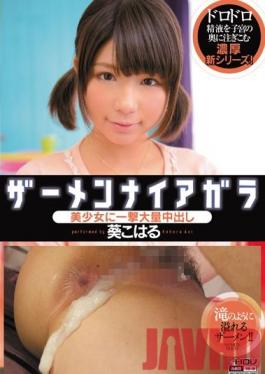 ドロドロ
精液を子宮の
奥に注ぎこむ
濃厚
新シリーズ!
ザーメンナイアガラ
美少女に一撃大量中出し
performed by
葵こはる
滝のように
溢れる
ザーメン!!